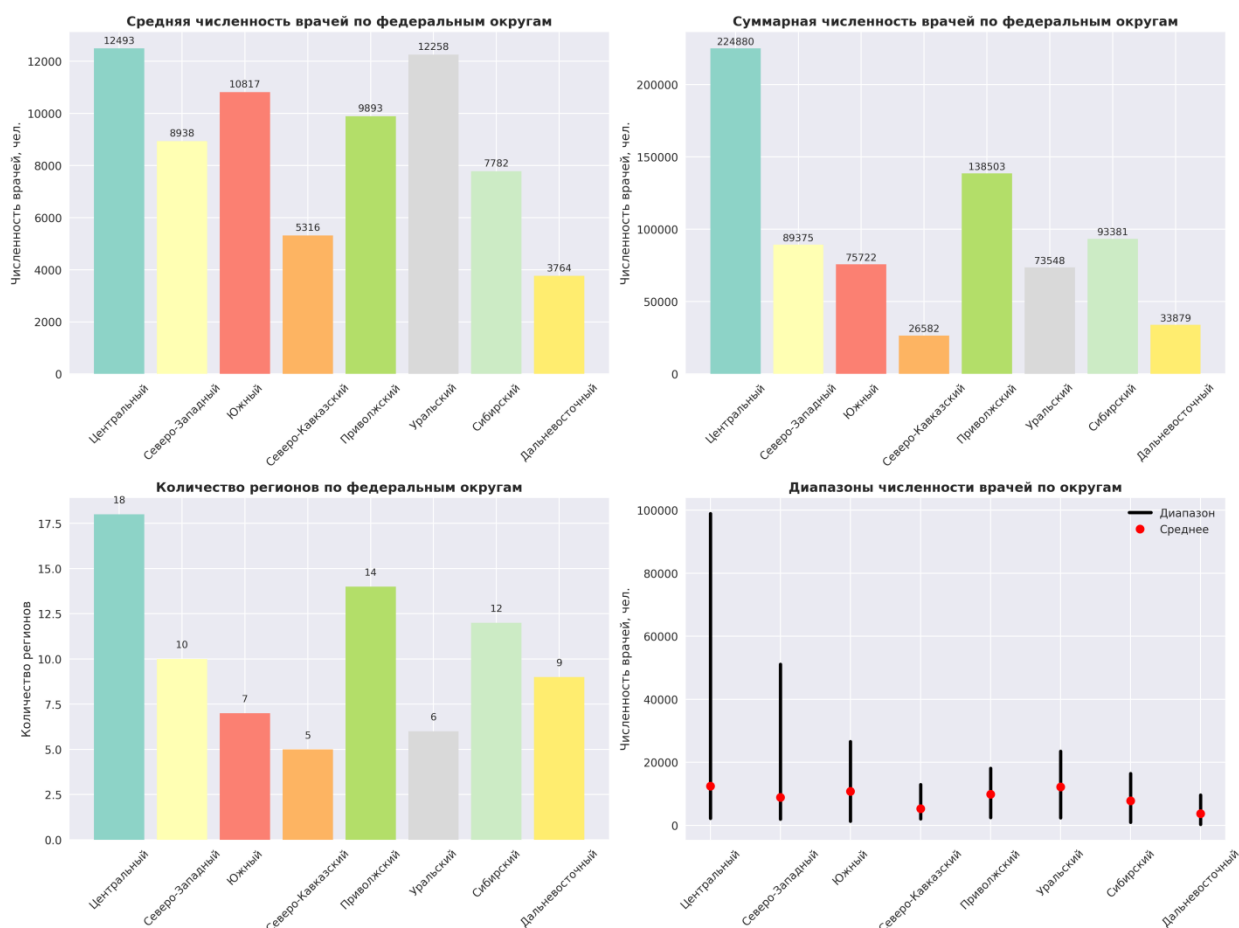 Средняя численность врачей по федеральным округам
Численность врачей, чел.
12000
10000
8000
6000
4000
2000
0
12493
8938
10817
5316
9893
12258
7782
3764
Центральный
Северо-Западный
Южный
Северо-Кавказский
Приволжский
Уральский
Сибирский
Дальневосточный
Суммарная численность врачей по федеральным округам
Численность врачей, чел.
200000
150000
100000
50000
0
224880
89375
75722
26582
138503
73548
93381
33879
Центральный
Северо-Западный
Южный
Северо-Кавказский
Приволжский
Уральский
Сибирский
Дальневосточный
Количество регионов по федеральным округам
Количество регионов
17.5
15.0
12.5
10.0
7.5
5.0
2.5
0.0
18
10
7
5
14
6
12
9
Центральный
Северо-Западный
Южный
Северо-Кавказский
Приволжский
Уральский
Сибирский
Дальневосточный
Диапазоны численности врачей по округам
Численность врачей, чел.
100000
80000
60000
40000
20000
0
Диапазон
Среднее
Центральный
Северо-Западный
Южный
Северо-Кавказский
Приволжский
Уральский
Сибирский
Дальневосточный